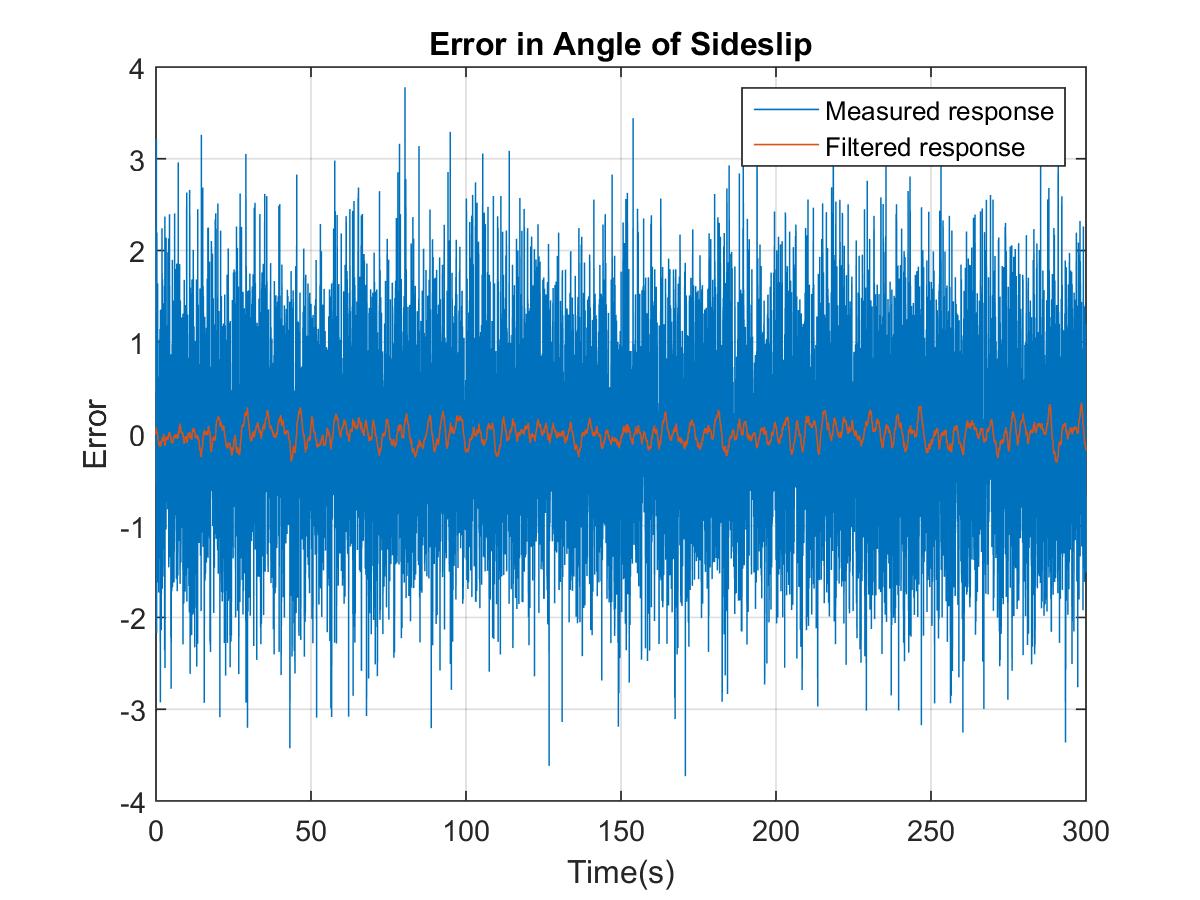 Error in Angle of Sideslip
Measured response
Filtered response
4
3
2
1
0
-1
-2
-3
-4
Error
0 50 100 150 200 250 300
Time(s)